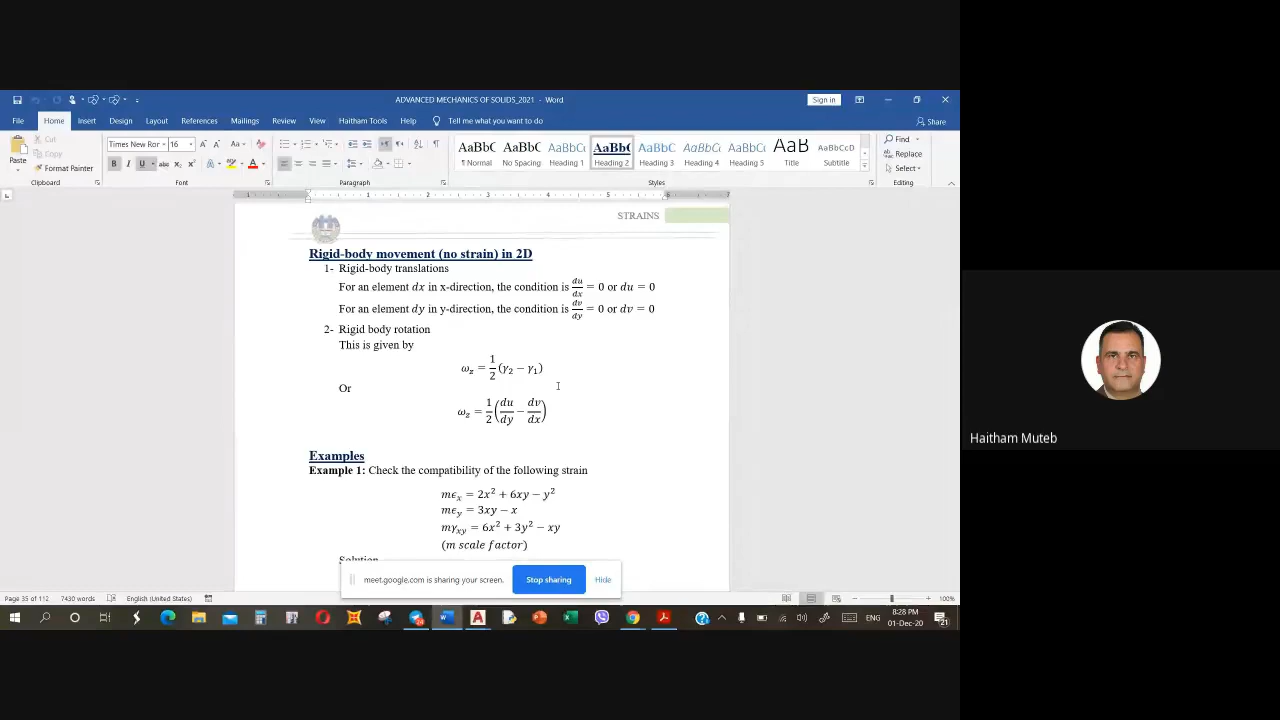 ADVANCED MECHANICS OF SOLIDS_2021 - Word
Sign in
File Home Insert Design Layout References Mailings Review View Haitham Tools Help Tell me what you want to do
Share
Paste
Cut
Copy
Format Painter
Clipboard
Times New Ror 16
Font
Paragraph
AaBbC ¶ Normal
AaBbC No Spacing
AaBbCc Heading 1
AaBbC Heading 2
AaBbCc Heading 3
AaBbCc Heading 4
AaBbCc Heading 5
AaB Title
AaBbCcD Subtitle
Styles
Find
Replace
Select
Editing
STRAINS
Rigid-body movement (no strain) in 2D
1- Rigid-body translations
For an element dx in x-direction, the condition is du/dx = 0 or du = 0
For an element dy in y-direction, the condition is dv/dy = 0 or dv = 0
2- Rigid body rotation
This is given by
ω_z = 1/2 (γ₂ − γ₁)
Or
ω_z = 1/2 (du/dy − dv/dx)
Examples
Example 1: Check the compatibility of the following strain
mϵ_x = 2x² + 6xy − y²
mϵ_y = 3xy − x
mγ_xy = 6x² + 3y² − xy
(m scale factor)
Solution
meet.google.com is sharing your screen. Stop sharing Hide
Page 35 of 112 7430 words English (United States) 100%
ENG 8:28 PM
01-Dec-20
21
Haitham Muteb